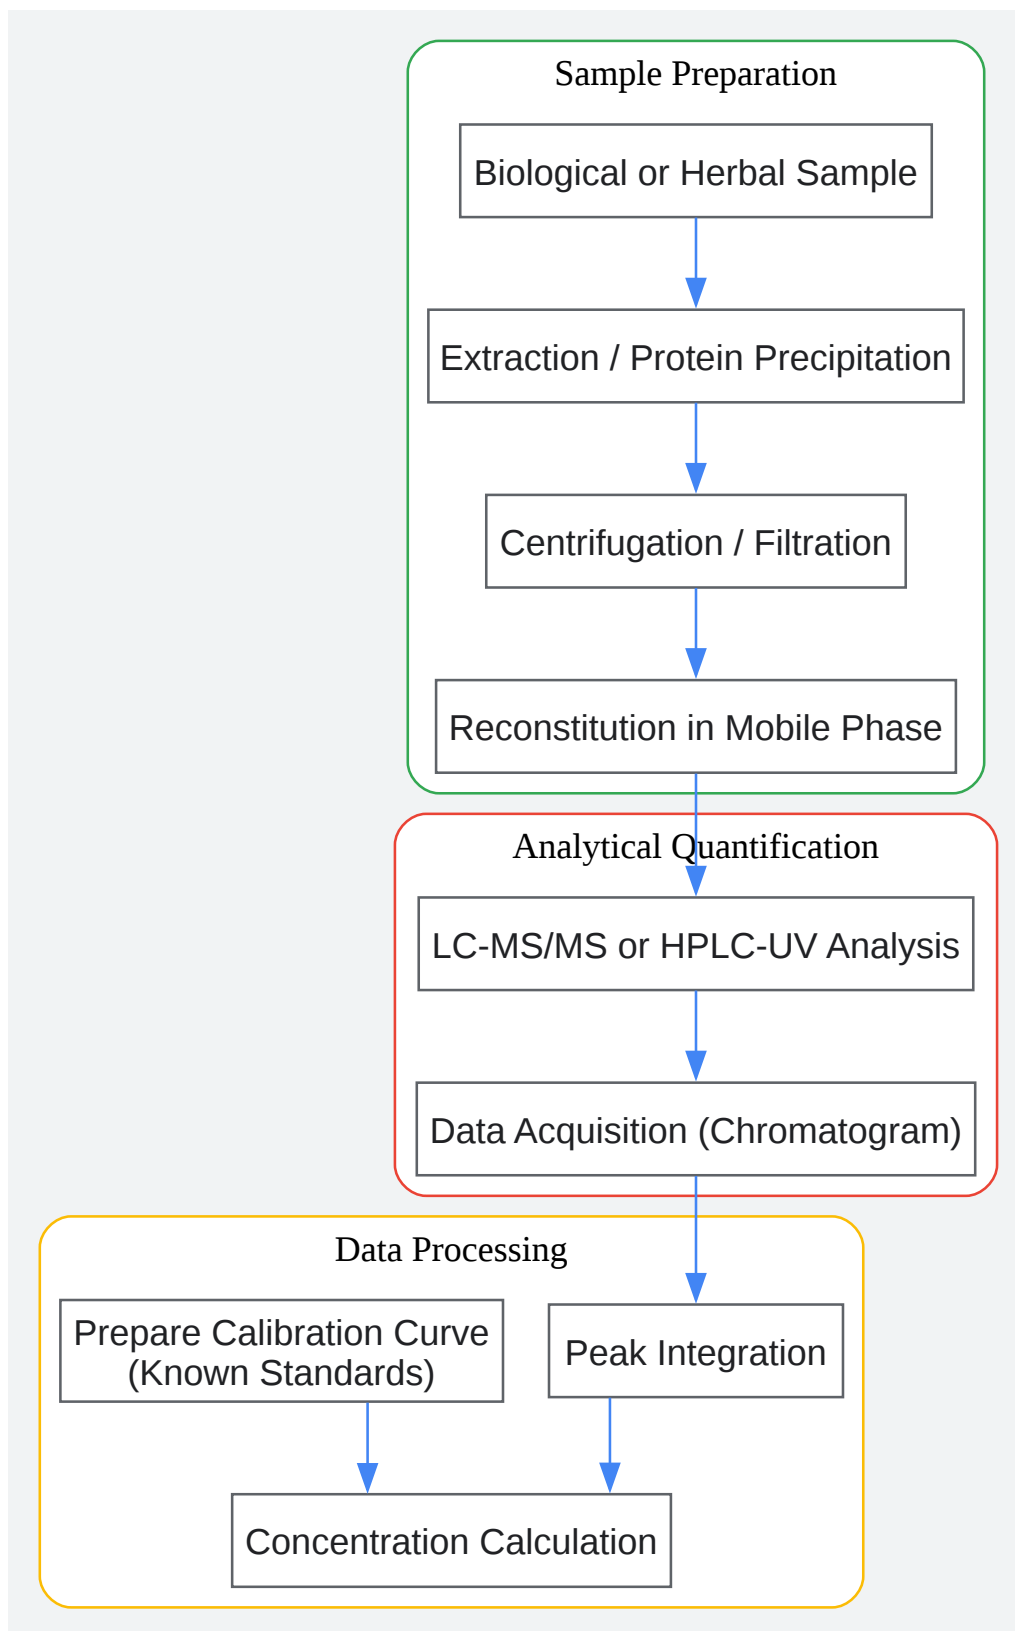 Sample Preparation
Biological or Herbal Sample
Extraction / Protein Precipitation
Centrifugation / Filtration
Reconstitution in Mobile Phase
Analytical Quantification
LC-MS/MS or HPLC-UV Analysis
Data Acquisition (Chromatogram)
Data Processing
Prepare Calibration Curve
(Known Standards)
Peak Integration
Concentration Calculation